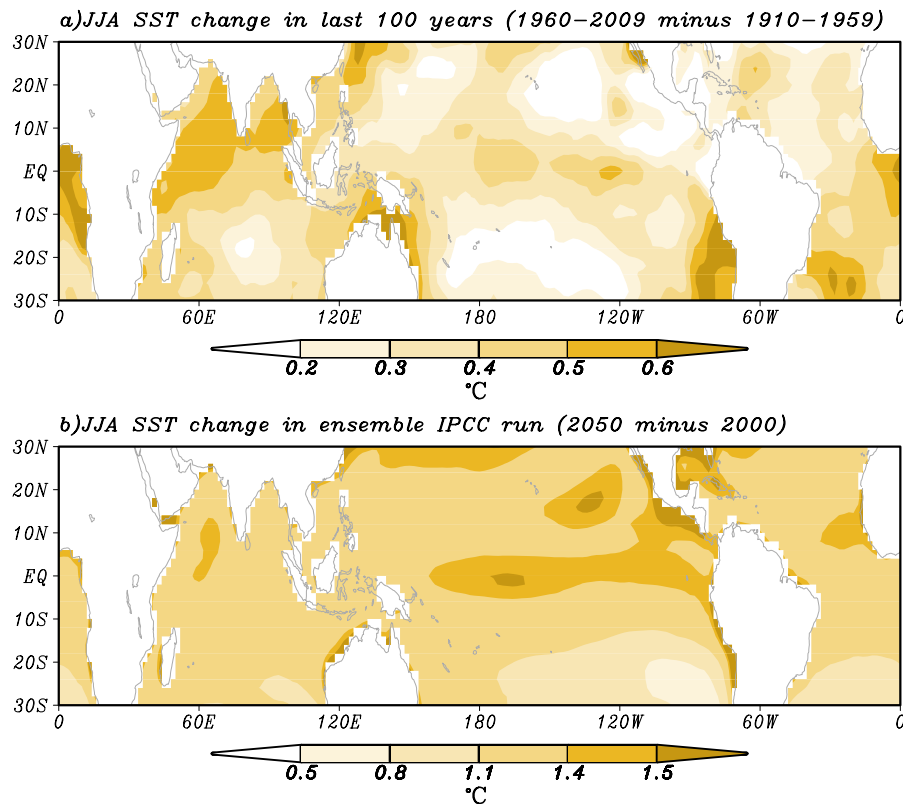 a)JJA SST change in last 100 years (1960-2009 minus 1910-1959)
30N
20N
10N
EQ
10S
20S
30S
0 60E 120E 180 120W 60W 0
0.2 0.3 0.4 0.5 0.6
°C
b)JJA SST change in ensemble IPCC run (2050 minus 2000)
30N
20N
10N
EQ
10S
20S
30S
0 60E 120E 180 120W 60W 0
0.5 0.8 1.1 1.4 1.5
°C